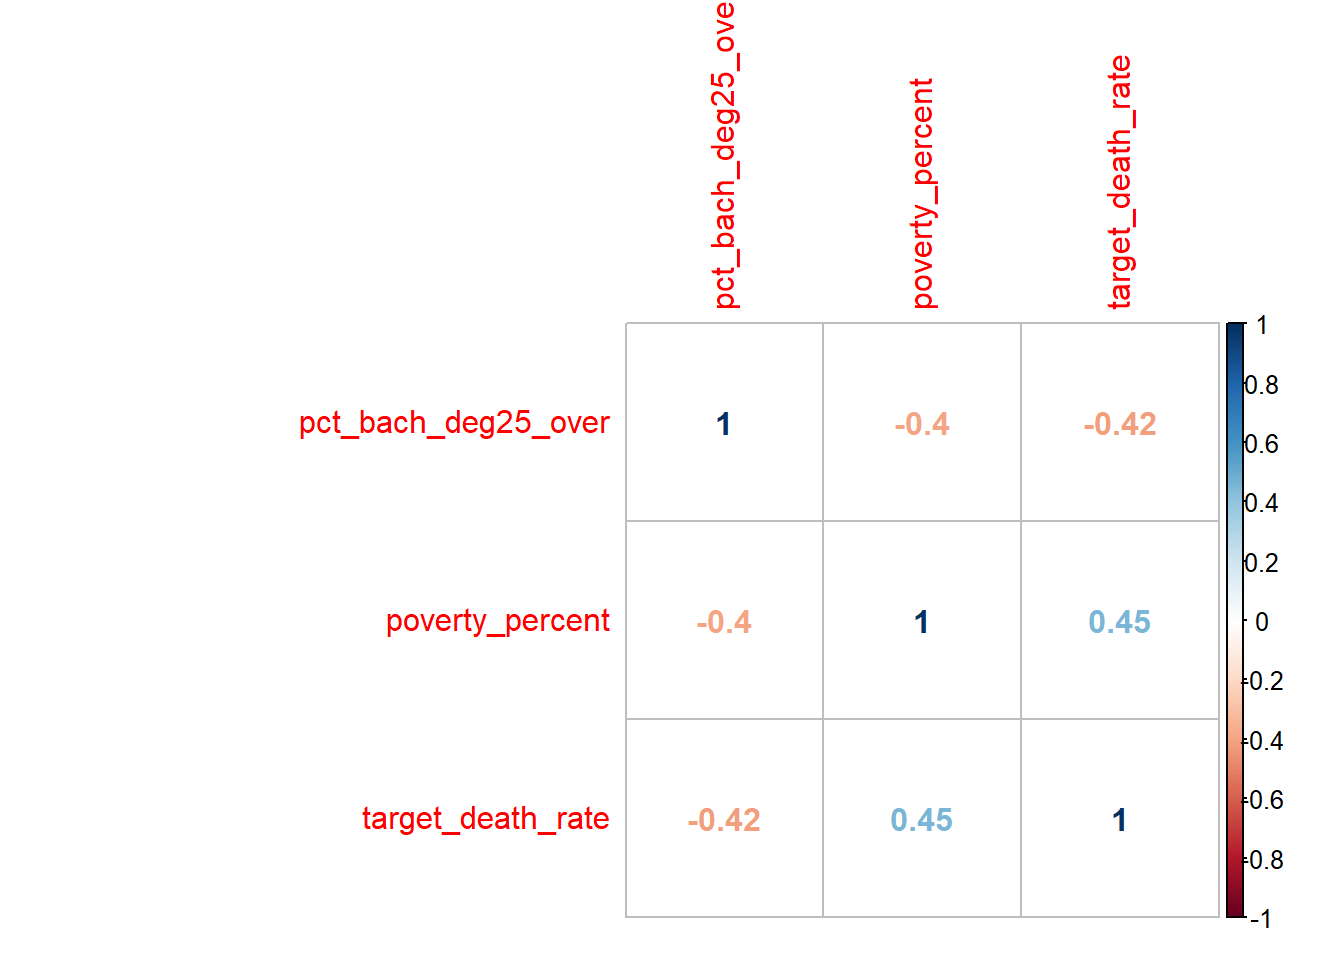 pct_bach_deg25_ove
poverty_percent
target_death_rate
pct_bach_deg25_over 1 -0.4 -0.42
poverty_percent -0.4 1 0.45
target_death_rate -0.42 0.45 1
1
0.8
0.6
0.4
0.2
0
-0.2
-0.4
-0.6
-0.8
-1